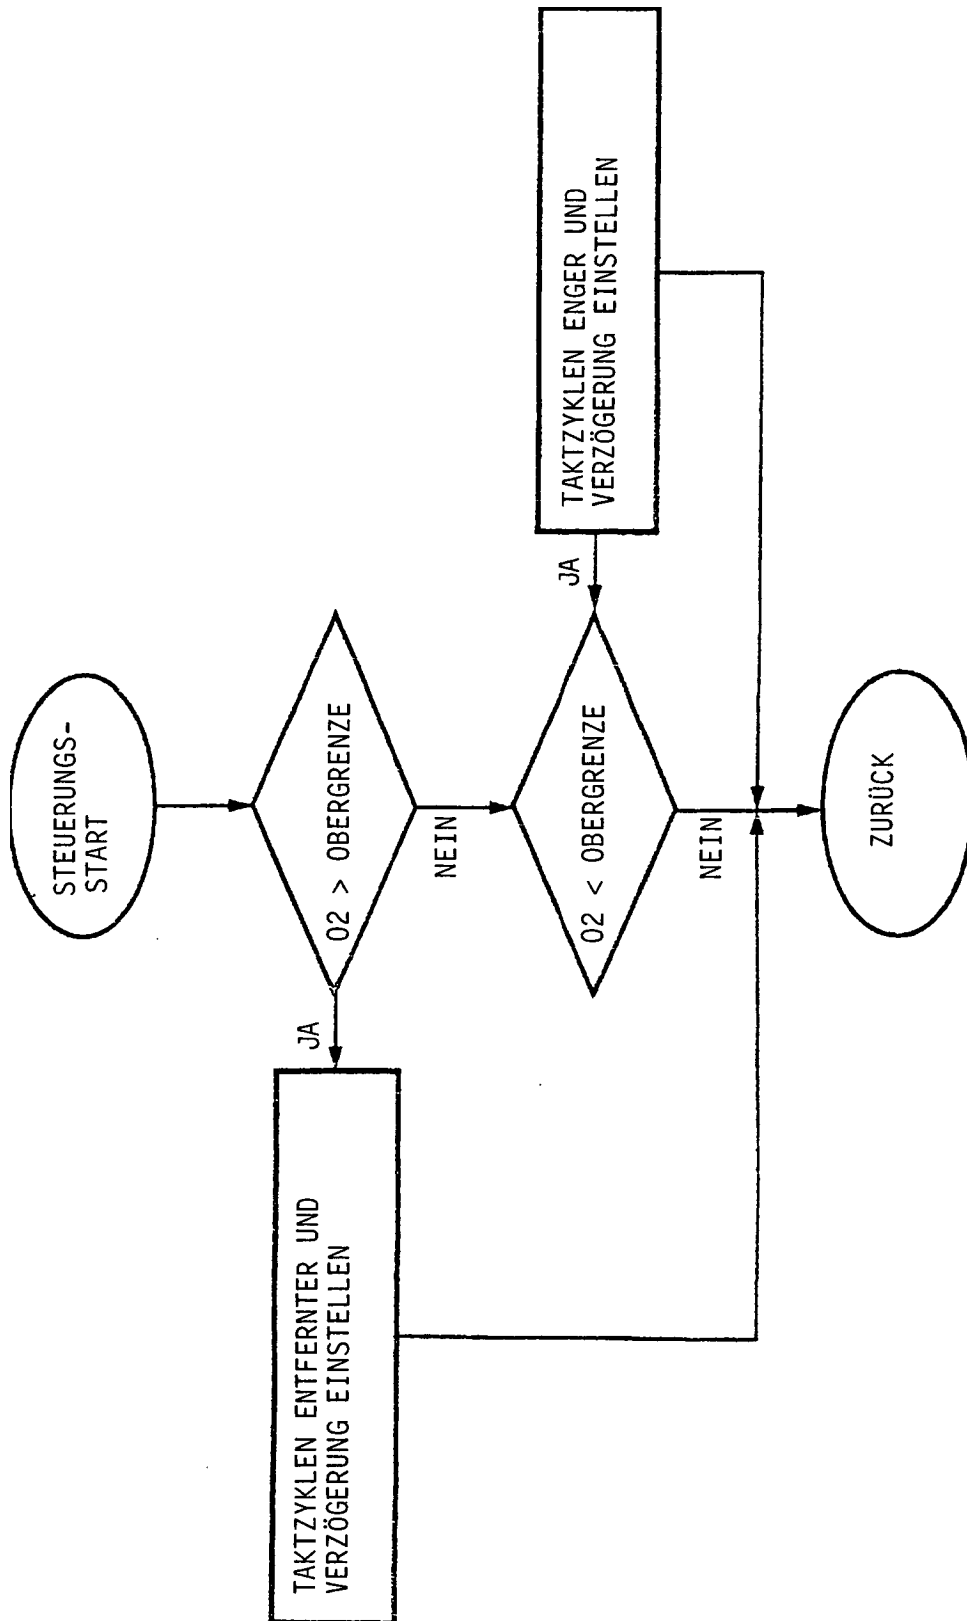 STEUERUNGS-
START
O2 > OBERGRENZE
JA
TAKTZYKLEN ENTFERNTER UND
VERZÖGERUNG EINSTELLEN
NEIN
O2 < OBERGRENZE
JA
TAKTZYKLEN ENGER UND
VERZÖGERUNG EINSTELLEN
NEIN
ZURÜCK